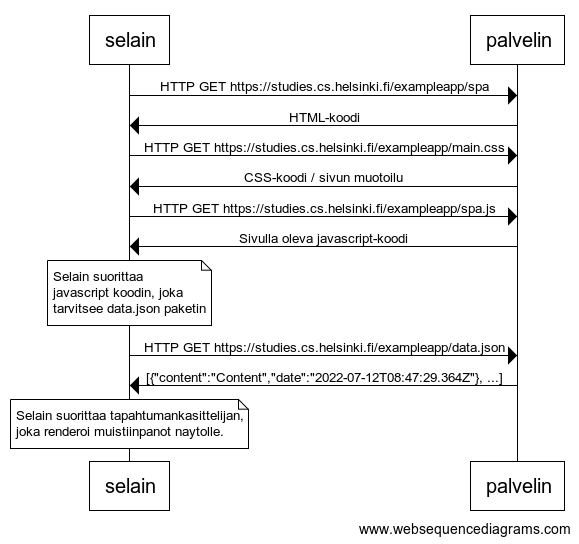 selain
palvelin
HTTP GET https://studies.cs.helsinki.fi/exampleapp/spa
HTML-koodi
HTTP GET https://studies.cs.helsinki.fi/exampleapp/main.css
CSS-koodi / sivun muotoilu
HTTP GET https://studies.cs.helsinki.fi/exampleapp/spa.js
Sivulla oleva javascript-koodi
Selain suorittaa
javascript koodin, joka
tarvitsee data.json paketin
HTTP GET https://studies.cs.helsinki.fi/exampleapp/data.json
[{"content":"Content","date":"2022-07-12T08:47:29.364Z"}, ...]
Selain suorittaa tapahtumankasittelijan,
joka renderoi muistiinpanot naytolle.
selain
palvelin
www.websequencediagrams.com